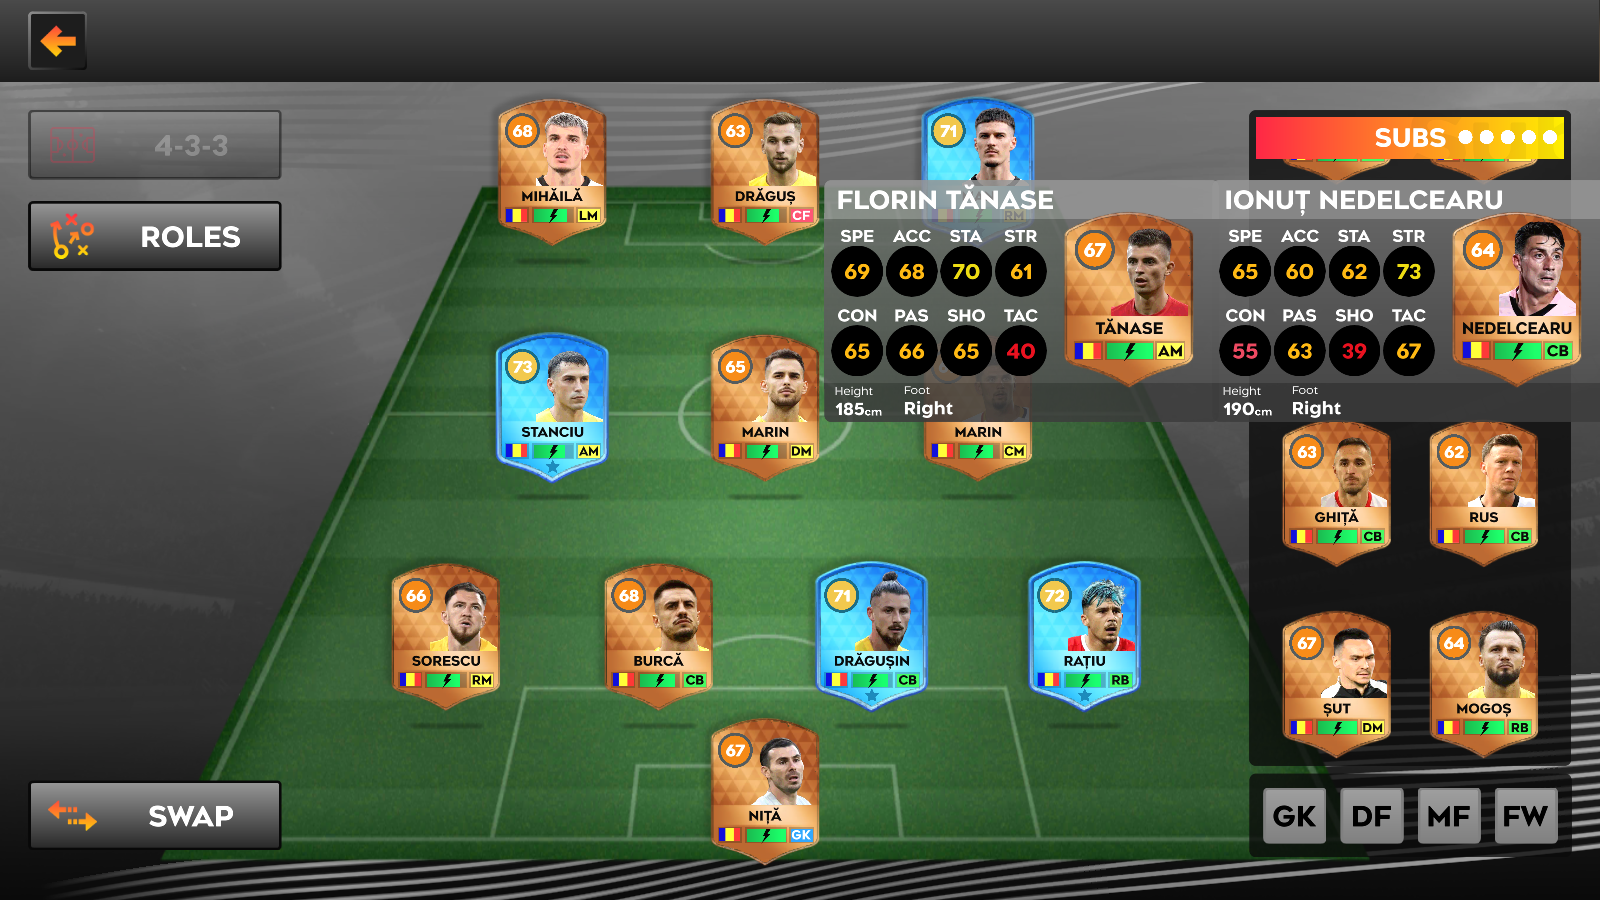 4-3-3
ROLES
SWAP
68
MIHĂILĂ
LM
63
DRĂGUȘ
CF
71
RM
SUBS
FLORIN TĂNASE
SPE ACC STA STR
69 68 70 61
CON PAS SHO TAC
65 66 65 40
Height Foot
185cm Right
67
TĂNASE
AM
IONUȚ NEDELCEARU
SPE ACC STA STR
65 60 62 73
CON PAS SHO TAC
55 63 39 67
Height Foot
190cm Right
64
NEDELCEARU
CB
73
STANCIU
AM
65
MARIN
DM
MARIN
CM
63
GHIȚĂ
CB
62
RUS
CB
66
SORESCU
RM
68
BURCĂ
CB
71
DRĂGUȘIN
CB
72
RAȚIU
RB
67
ȘUT
DM
64
MOGOȘ
RB
67
NIȚĂ
GK
GK DF MF FW